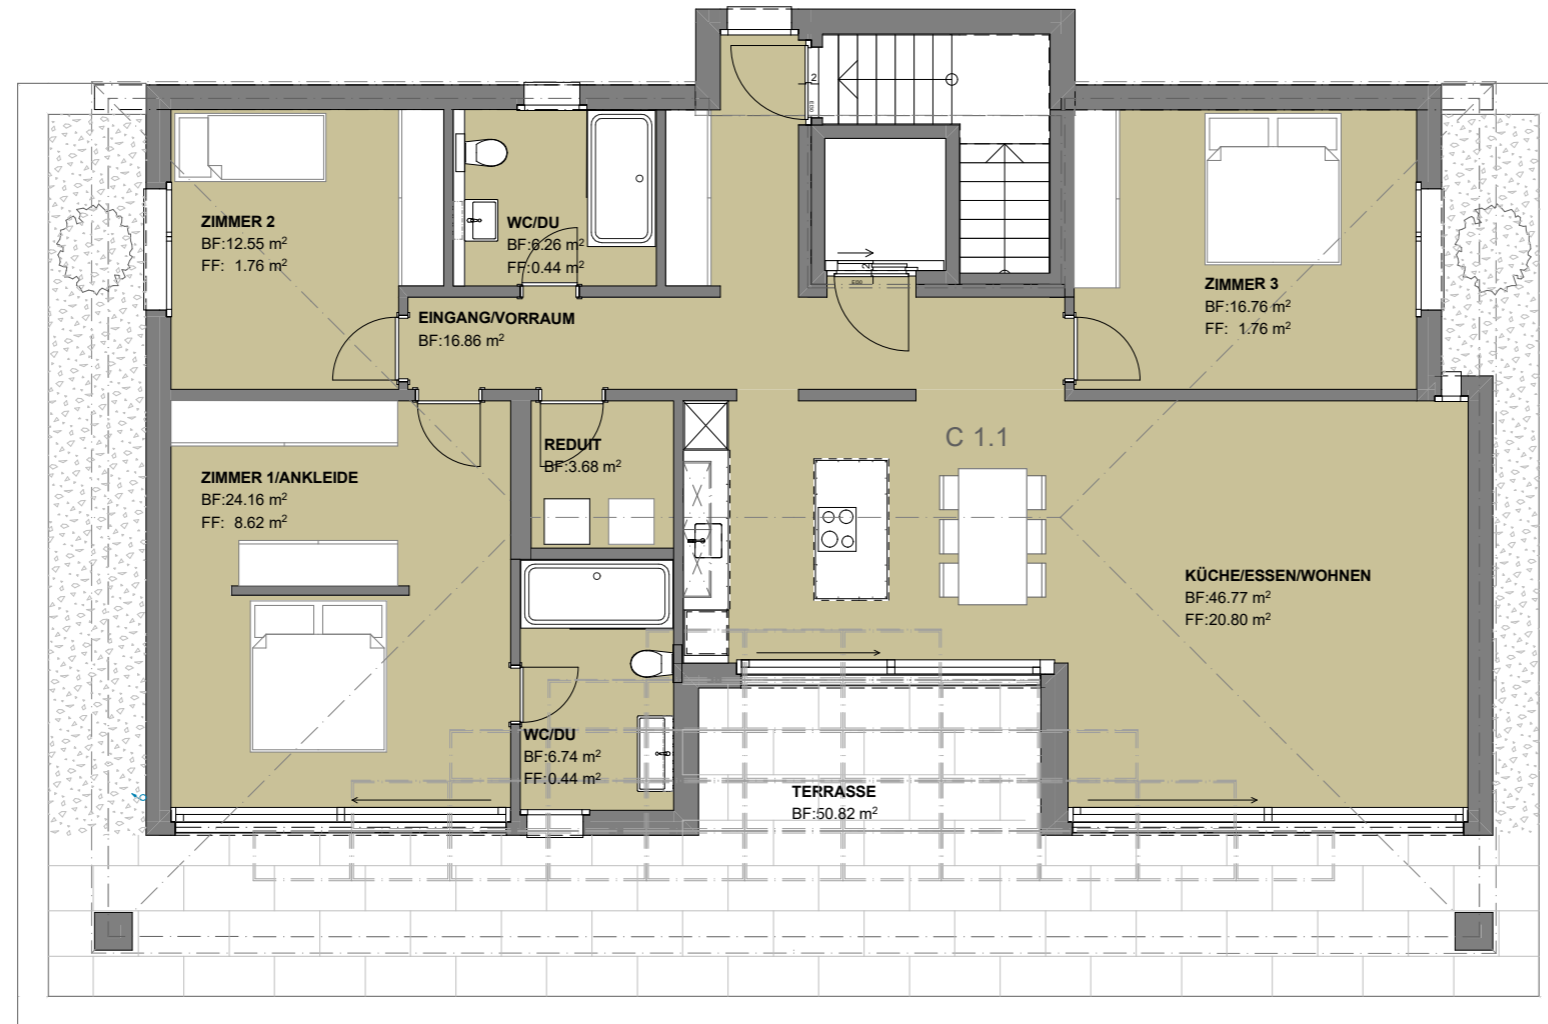 ZIMMER 2
BF:12.55 m²
FF: 1.76 m²
WC/DU
BF:6.26 m²
FF:0.44 m²
2
2
ZIMMER 3
BF:16.76 m²
FF: 1.76 m²
EINGANG/VORRAUM
BF:16.86 m²
C 1.1
REDUIT
BF:3.68 m²
ZIMMER 1/ANKLEIDE
BF:24.16 m²
FF: 8.62 m²
KÜCHE/ESSEN/WOHNEN
BF:46.77 m²
FF:20.80 m²
WC/DU
BF:6.74 m²
FF:0.44 m²
TERRASSE
BF:50.82 m²